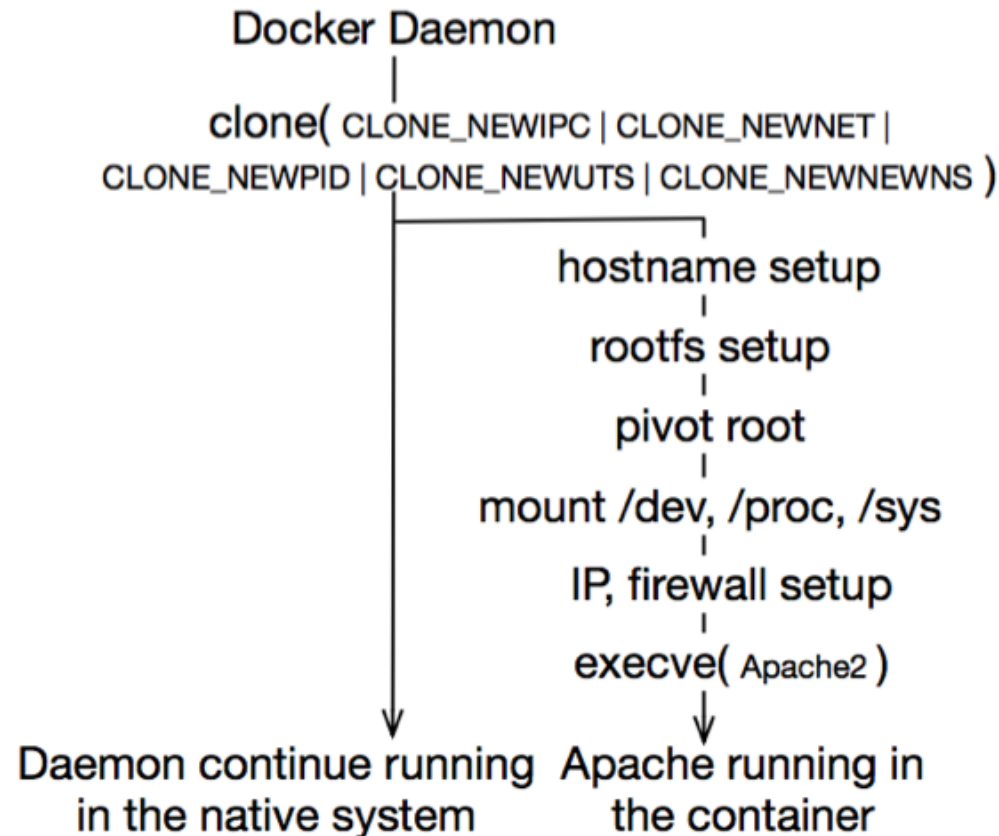 Docker Daemon
clone( CLONE_NEWIPC | CLONE_NEWNET |
CLONE_NEWPID | CLONE_NEWUTS | CLONE_NEWNEWNS )
hostname setup
rootfs setup
pivot root
mount /dev, /proc, /sys
IP, firewall setup
execve( Apache2 )
Daemon continue running
in the native system
Apache running in
the container